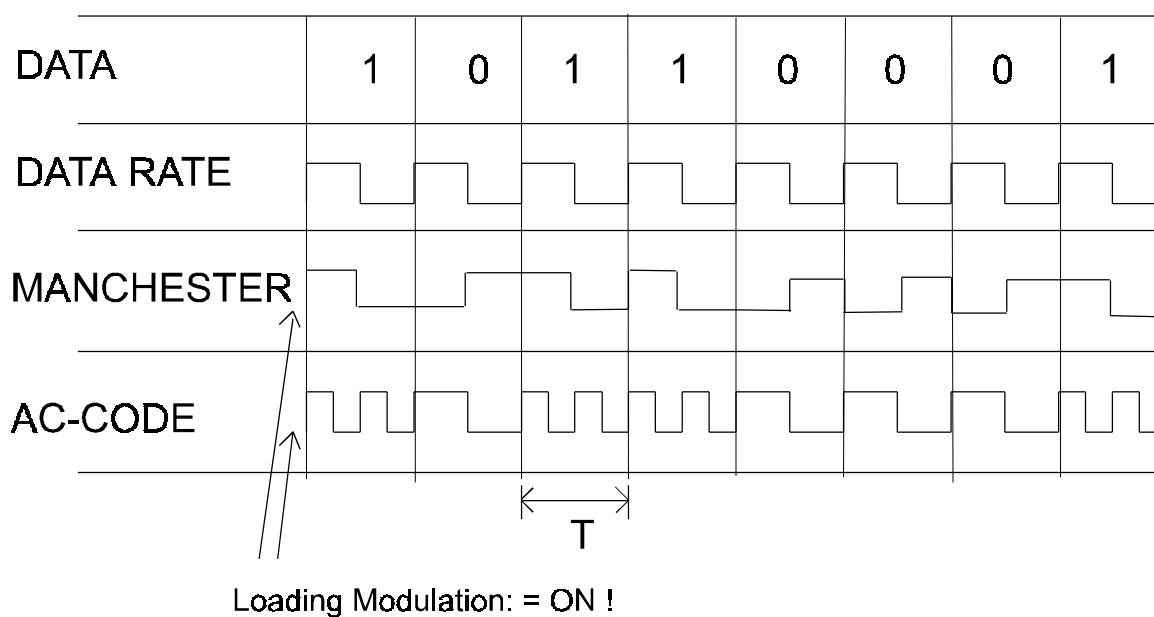 DATA 1 0 1 1 0 0 0 1
DATA RATE
MANCHESTER
AC-CODE
T
Loading Modulation: = ON !